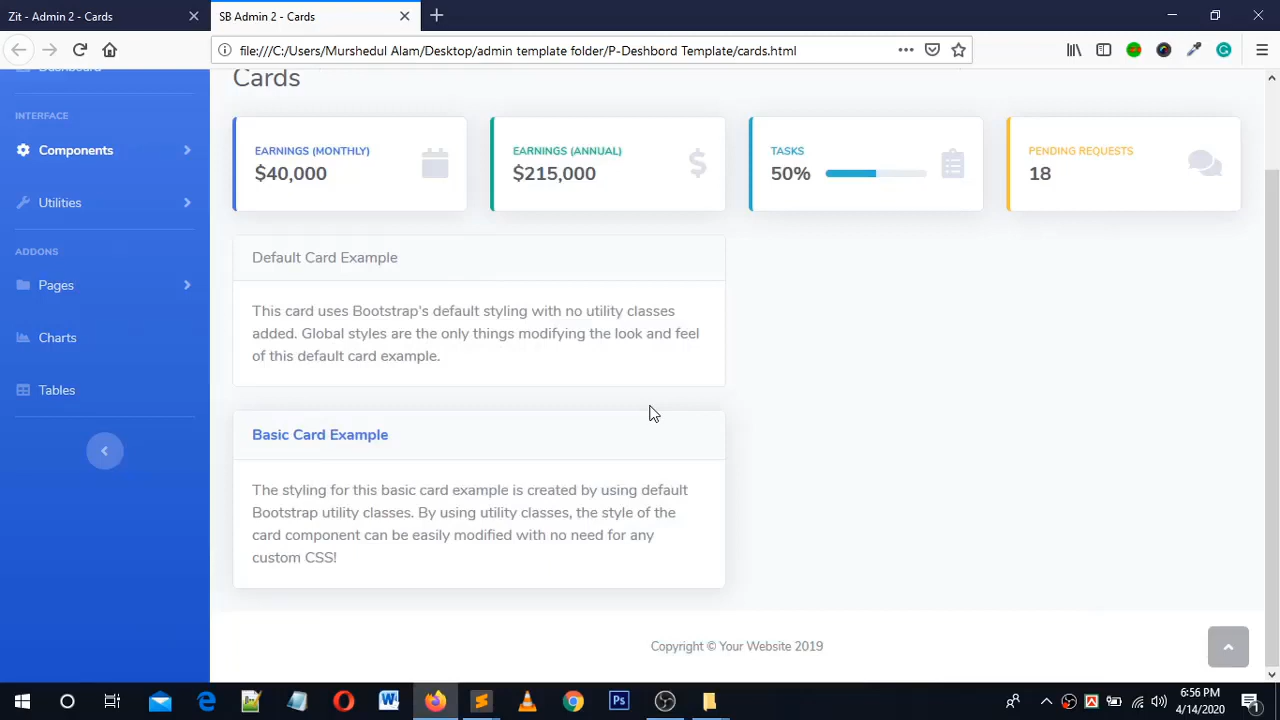 Zit - Admin 2 - Cards
SB Admin 2 - Cards
file:///C:/Users/Murshedul Alam/Desktop/admin template folder/P-Deshbord Template/cards.html
Dashboard
INTERFACE
Components
Utilities
ADDONS
Pages
Charts
Tables
Cards
EARNINGS (MONTHLY)
$40,000
EARNINGS (ANNUAL)
$215,000
TASKS
50%
PENDING REQUESTS
18
Default Card Example
This card uses Bootstrap's default styling with no utility classes
added. Global styles are the only things modifying the look and feel
of this default card example.
Basic Card Example
The styling for this basic card example is created by using default
Bootstrap utility classes. By using utility classes, the style of the
card component can be easily modified with no need for any
custom CSS!
Copyright © Your Website 2019
6:56 PM
4/14/2020